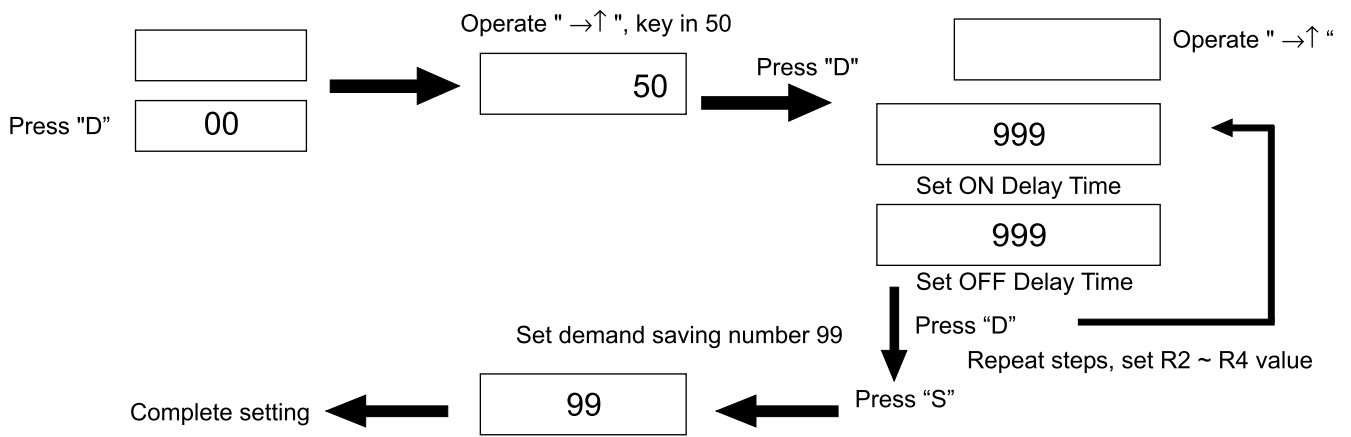 Operate " →↑ ", key in 50
Press "D”
00
50
Press "D"
Operate " →↑ “
999
Set ON Delay Time
999
Set OFF Delay Time
Press “D”
Repeat steps, set R2 ~ R4 value
Press “S”
Set demand saving number 99
99
Complete setting